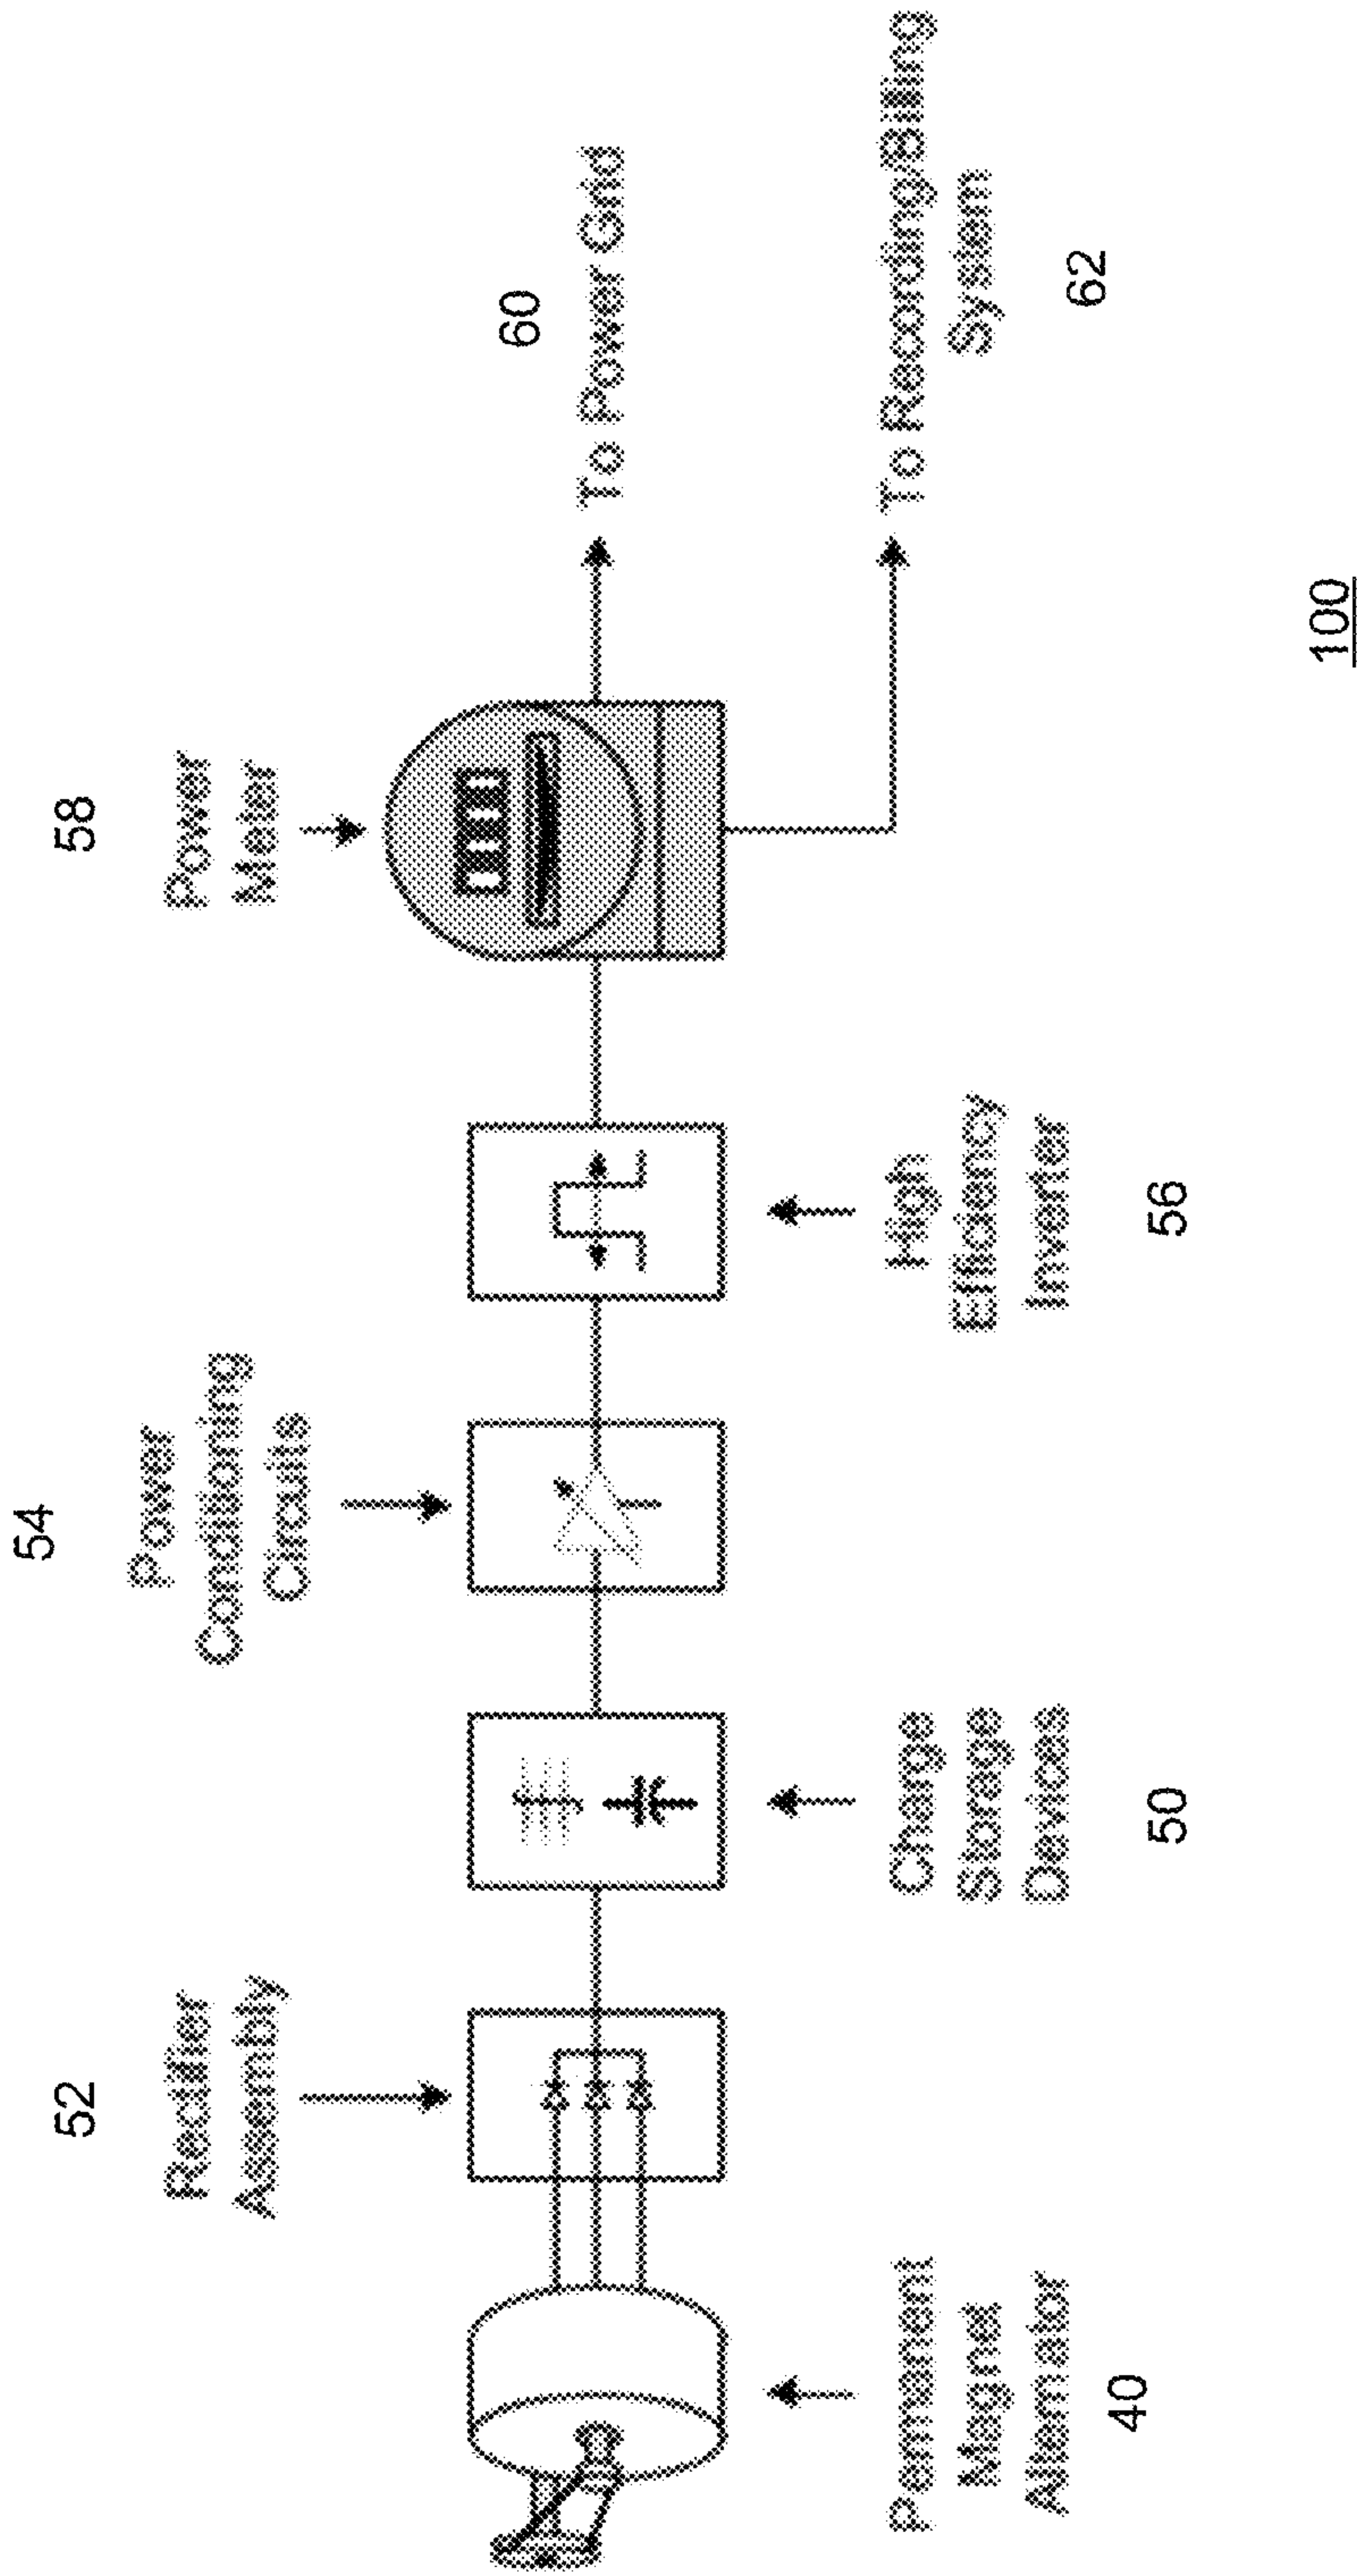 52
Rectifier
Assembly
54
Power
Conditioning
Circuits
58
Power
Meter
60
To Power Grid
To Recording/Billing
System
62
Permanent
Magnet
Alternator
40
Charge
Storage
Devices
50
High
Efficiency
Inverter
56
100